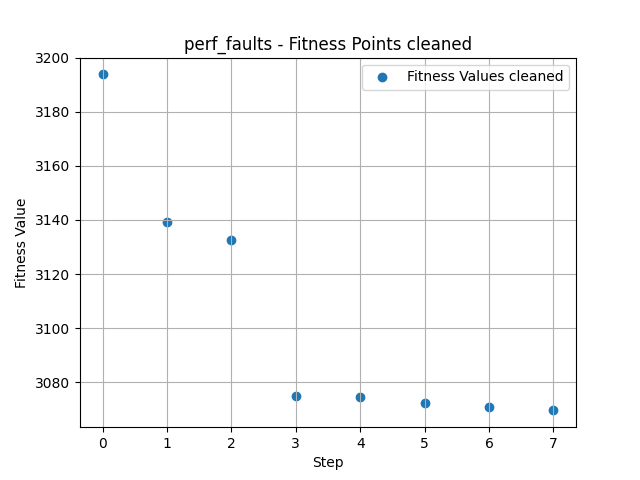 perf_faults - Fitness Points cleaned
Fitness Values cleaned
Fitness Value
3200
3180
3160
3140
3120
3100
3080
0 1 2 3 4 5 6 7
Step